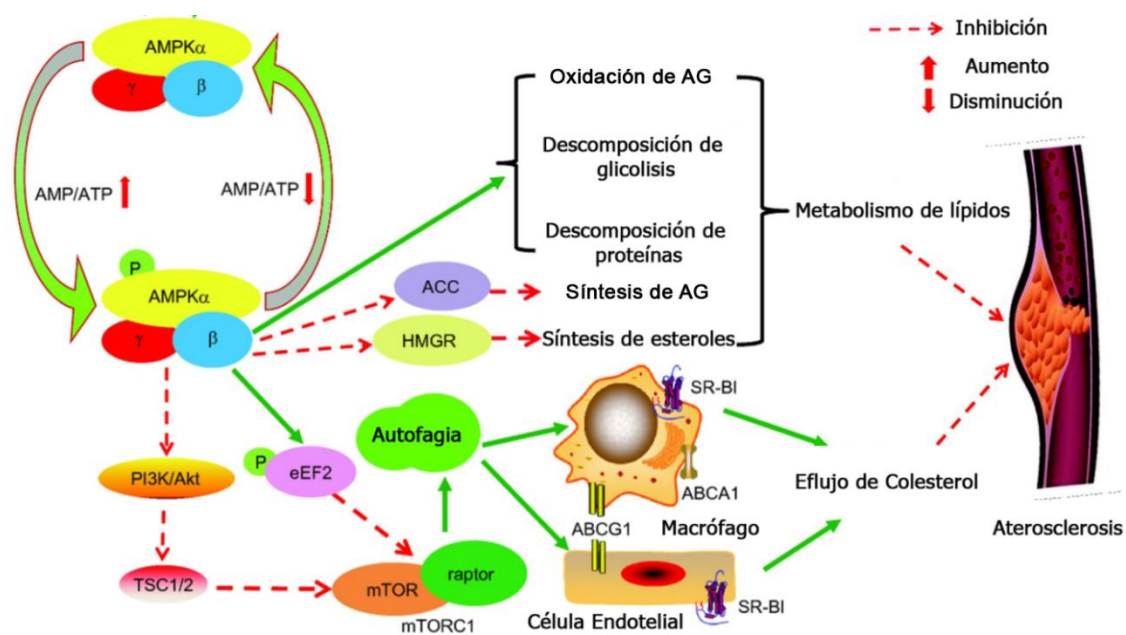 AMPKα
γ
β
AMP/ATP
AMP/ATP
P
AMPKα
γ
β
Oxidación de AG
Descomposición de
glicolisis
Descomposición de
proteínas
ACC
Síntesis de AG
HMGR
Síntesis de esteroles
Metabolismo de lípidos
Inhibición
Aumento
Disminución
PI3K/Akt
P
eEF2
Autofagia
TSC1/2
mTOR
raptor
mTORC1
SR-BI
ABCA1
ABCG1
Macrófago
Célula Endotelial
SR-BI
Eflujo de Colesterol
Aterosclerosis